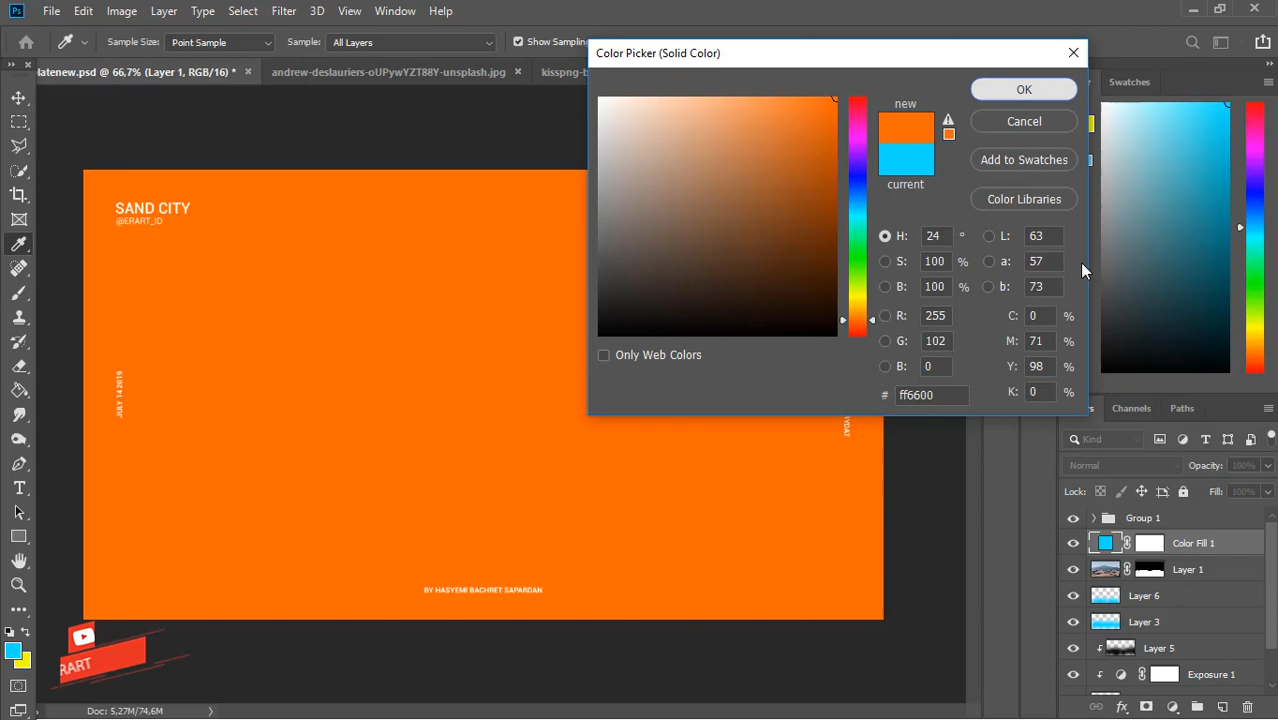 Ps File Edit Image Layer Type Select Filter 3D View Window Help
Sample Size: Point Sample Sample: All Layers Show Sampling
latenew.psd @ 66,7% (Layer 1, RGB/16) * × andrew-deslauriers-oUPywYZT88Y-unsplash.jpg × kisspng-b
Swatches
Color Picker (Solid Color)
new
current
OK
Cancel
Add to Swatches
Color Libraries
H: 24 ° L: 63
S: 100 % a: 57
B: 100 % b: 73
R: 255 C: 0 %
G: 102 M: 71 %
B: 0 Y: 98 %
# ff6600 K: 0 %
Only Web Colors
SAND CITY
@ERART_ID
JULY 14 2019
BY HASYEMI BACHRET SAPARDAN
RART
Channels Paths
Kind
Normal Opacity: 100%
Lock: Fill: 100%
Group 1
Color Fill 1
Layer 1
Layer 6
Layer 3
Layer 5
Exposure 1
Doc: 5,27M/74,6M